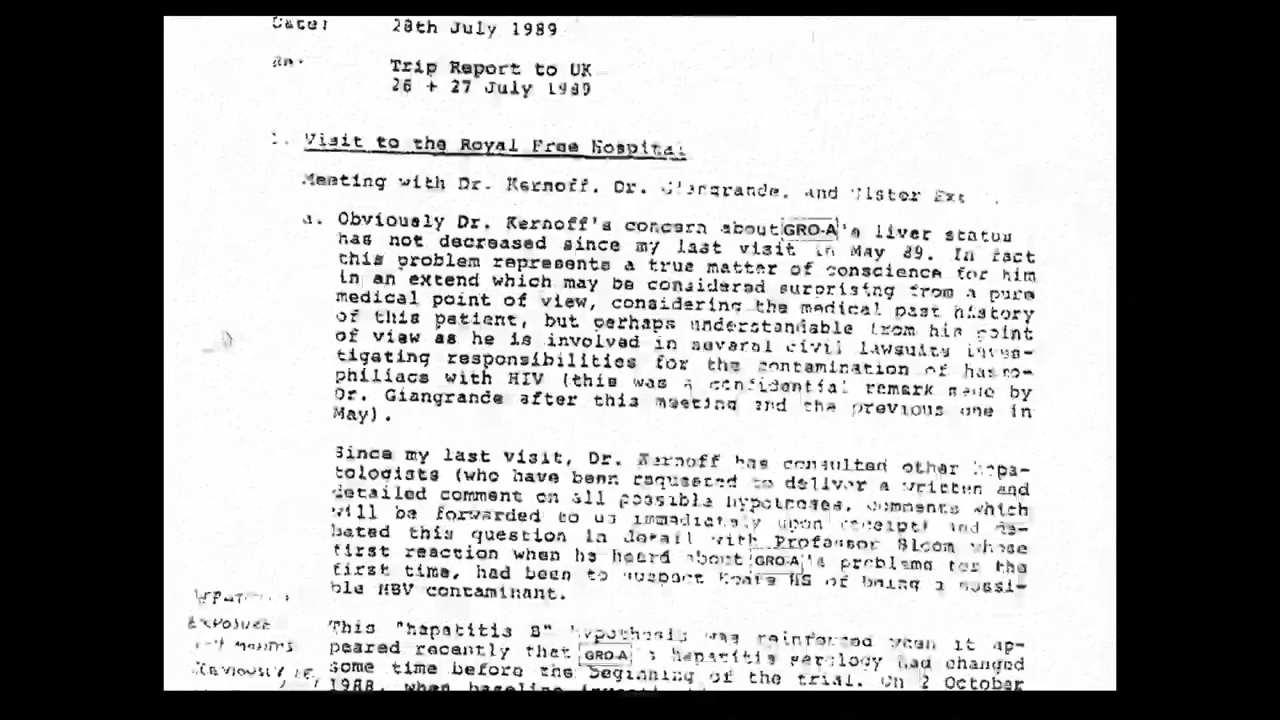 Date: 28th July 1989
Trip Report to UK
26 + 27 July 1989
Visit to the Royal Free Hospital
Meeting with Dr. Kernoff, Dr. Giangrande, and
a. Obviously Dr. Kernoff's concern about GRO-A 's liver status
has not decreased since my last visit in May 89. In fact
this problem represents a true matter of conscience for him
in an extend which may be considered surprising from a pure
medical point of view, considering the medical past history
of this patient, but perhaps understandable from his point
of view as he is involved in several civil lawsuits inves-
tigating responsibilities for the contamination of haemo-
philiacs with HIV (this was a confidential remark made by
Dr. Giangrande after this meeting and the previous one in
May).
Since my last visit, Dr. Kernoff has consulted other hepa-
tologists (who have been requested to deliver a written and
detailed comment on all possible hypotheses, comments which
will be forwarded to us immediately upon receipt) and de-
bated this question in detail with Professor Bloom whose
first reaction when he heard about GRO-A 's problems for the
first time, had been to suspect HS of being a possi-
ble HBV contaminant.
EXPOSURE
MONTHS
OBVIOUSLY
This "hepatitis B" hypothesis was reinforced when it ap-
peared recently that GRO-A 's hepatitis serology had changed
some time before the beginning of the trial. On 2 October
1988, when baseline